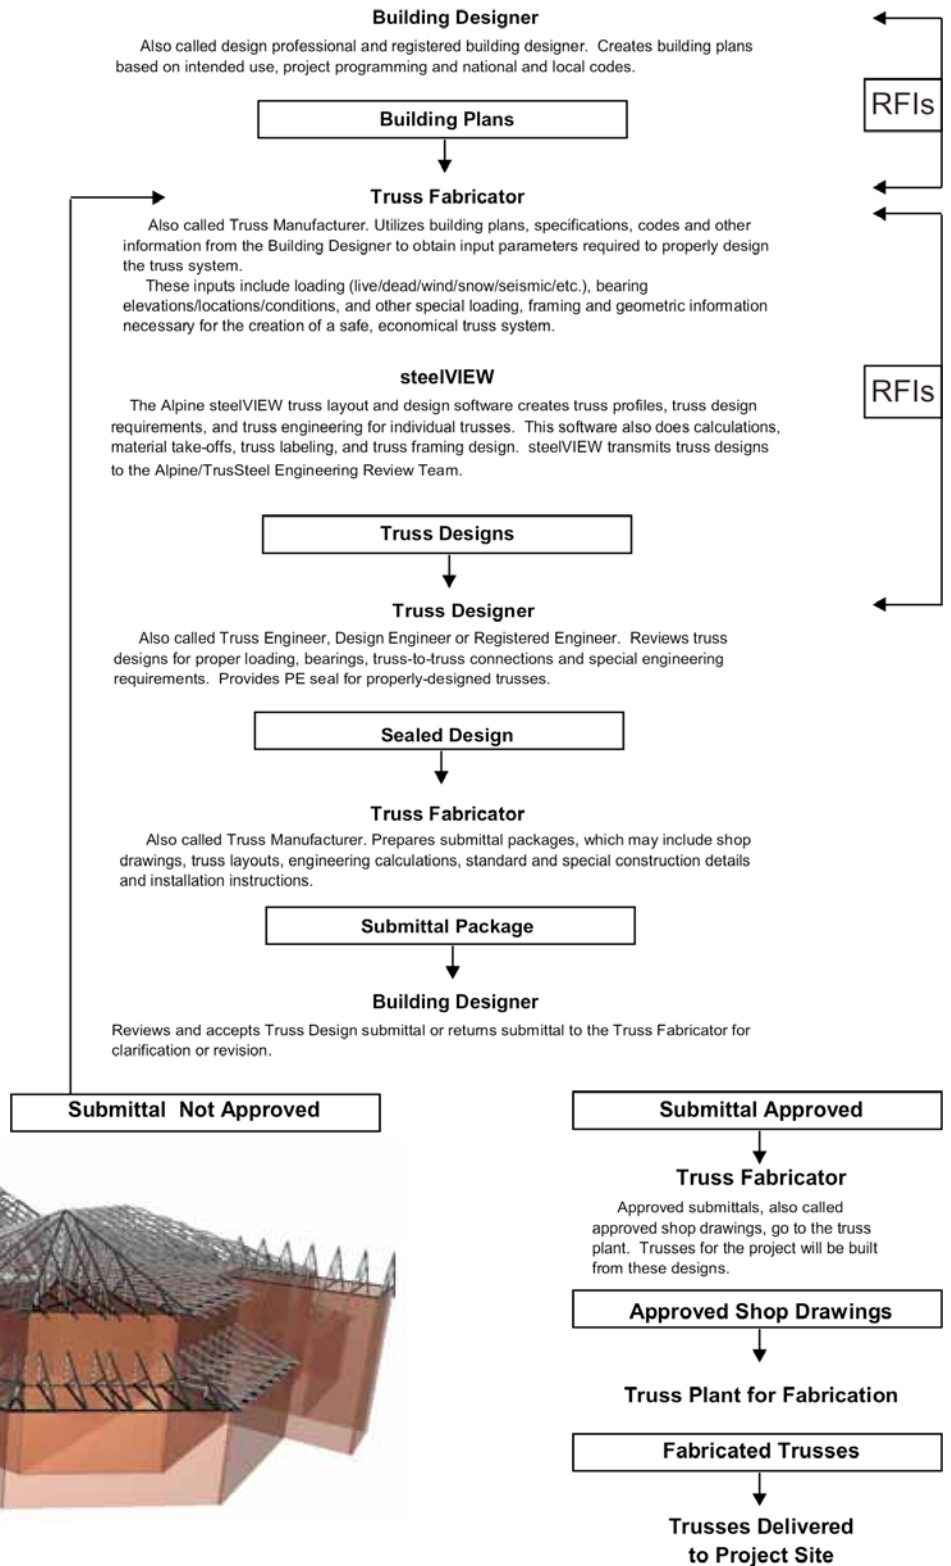 Building Designer
Also called design professional and registered building designer.  Creates building plans
based on intended use, project programming and national and local codes.
RFIs
Building Plans
Truss Fabricator
Also called Truss Manufacturer. Utilizes building plans, specifications, codes and other
information from the Building Designer to obtain input parameters required to properly design
the truss system.
These inputs include loading (live/dead/wind/snow/seismic/etc.), bearing
elevations/locations/conditions, and other special loading, framing and geometric information
necessary for the creation of a safe, economical truss system.
steelVIEW
RFIs
The Alpine steelVIEW truss layout and design software creates truss profiles, truss design
requirements, and truss engineering for individual trusses.  This software also does calculations,
material take-offs, truss labeling, and truss framing design.  steelVIEW transmits truss designs
to the Alpine/TrusSteel Engineering Review Team.
Truss Designs
Truss Designer
Also called Truss Engineer, Design Engineer or Registered Engineer.  Reviews truss
designs for proper loading, bearings, truss-to-truss connections and special engineering
requirements.  Provides PE seal for properly-designed trusses.
Sealed Design
Truss Fabricator
Also called Truss Manufacturer. Prepares submittal packages, which may include shop
drawings, truss layouts, engineering calculations, standard and special construction details
and installation instructions.
Submittal Package
Building Designer
Reviews and accepts Truss Design submittal or returns submittal to the Truss Fabricator for
clarification or revision.
Submittal  Not Approved
Submittal Approved
Truss Fabricator
Approved submittals, also called
approved shop drawings, go to the truss
plant.  Trusses for the project will be built
from these designs.
Approved Shop Drawings
Truss Plant for Fabrication
Fabricated Trusses
Trusses Delivered
to Project Site